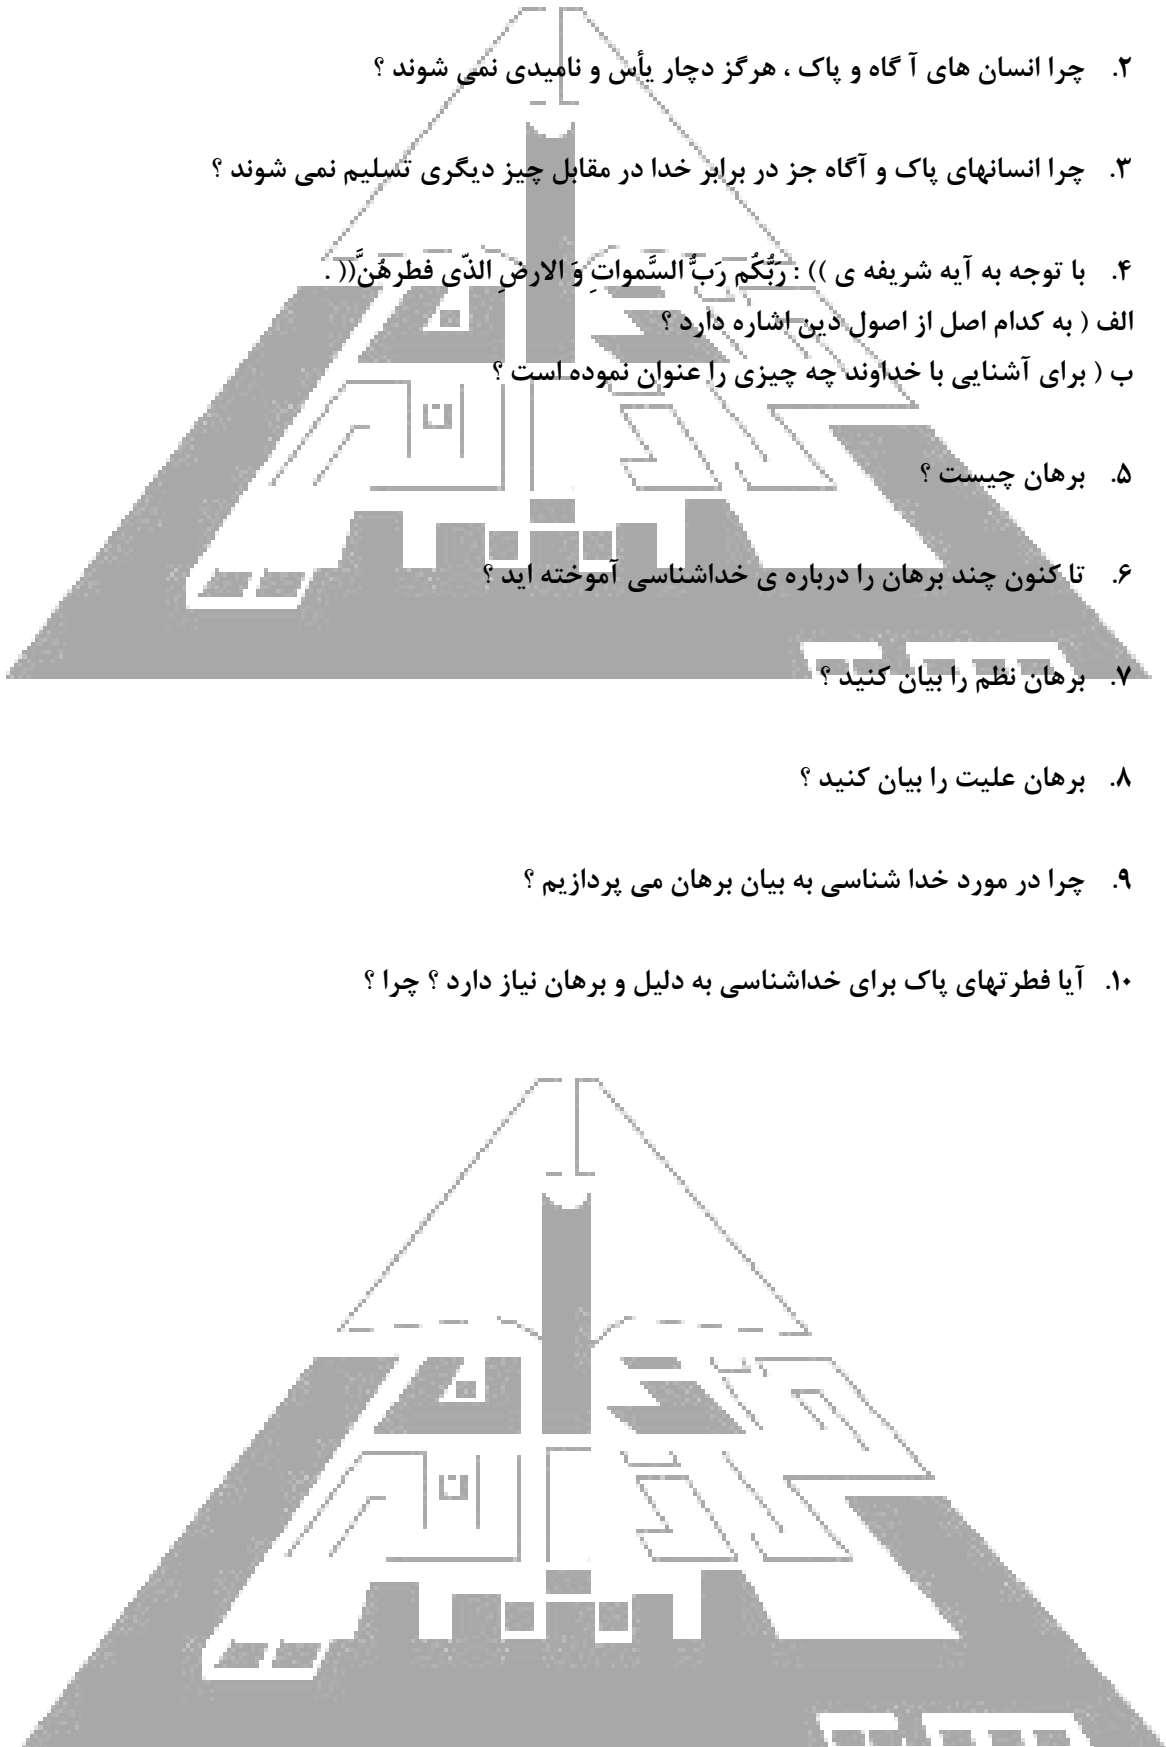 ۲. چرا انسان های آ گاه و پاک ، هرگز دچار یأس و ناميدی نمی شوند ؟
۳. چرا انسانهای پاک و آگاه جز در برابر خدا در مقابل چیز دیگری تسلیم نمی شوند ؟
۴. با توجه به آیه شریفه ی )) : رَبُّکُم رَبُّ السَّمواتِ وَ الارضِ الذّی فطرهُنَّ(( .
الف ( به کدام اصل از اصول دین اشاره دارد ؟
ب ( برای آشنایی با خداوند چه چیزی را عنوان نموده است ؟
۵. برهان چیست ؟
۶. تا کنون چند برهان را درباره ی خداشناسی آموخته اید ؟
۷. برهان نظم را بیان کنید ؟
۸. برهان علیت را بیان کنید ؟
۹. چرا در مورد خدا شناسی به بیان برهان می پردازیم ؟
۱۰. آیا فطرتهای پاک برای خداشناسی به دلیل و برهان نیاز دارد ؟ چرا ؟